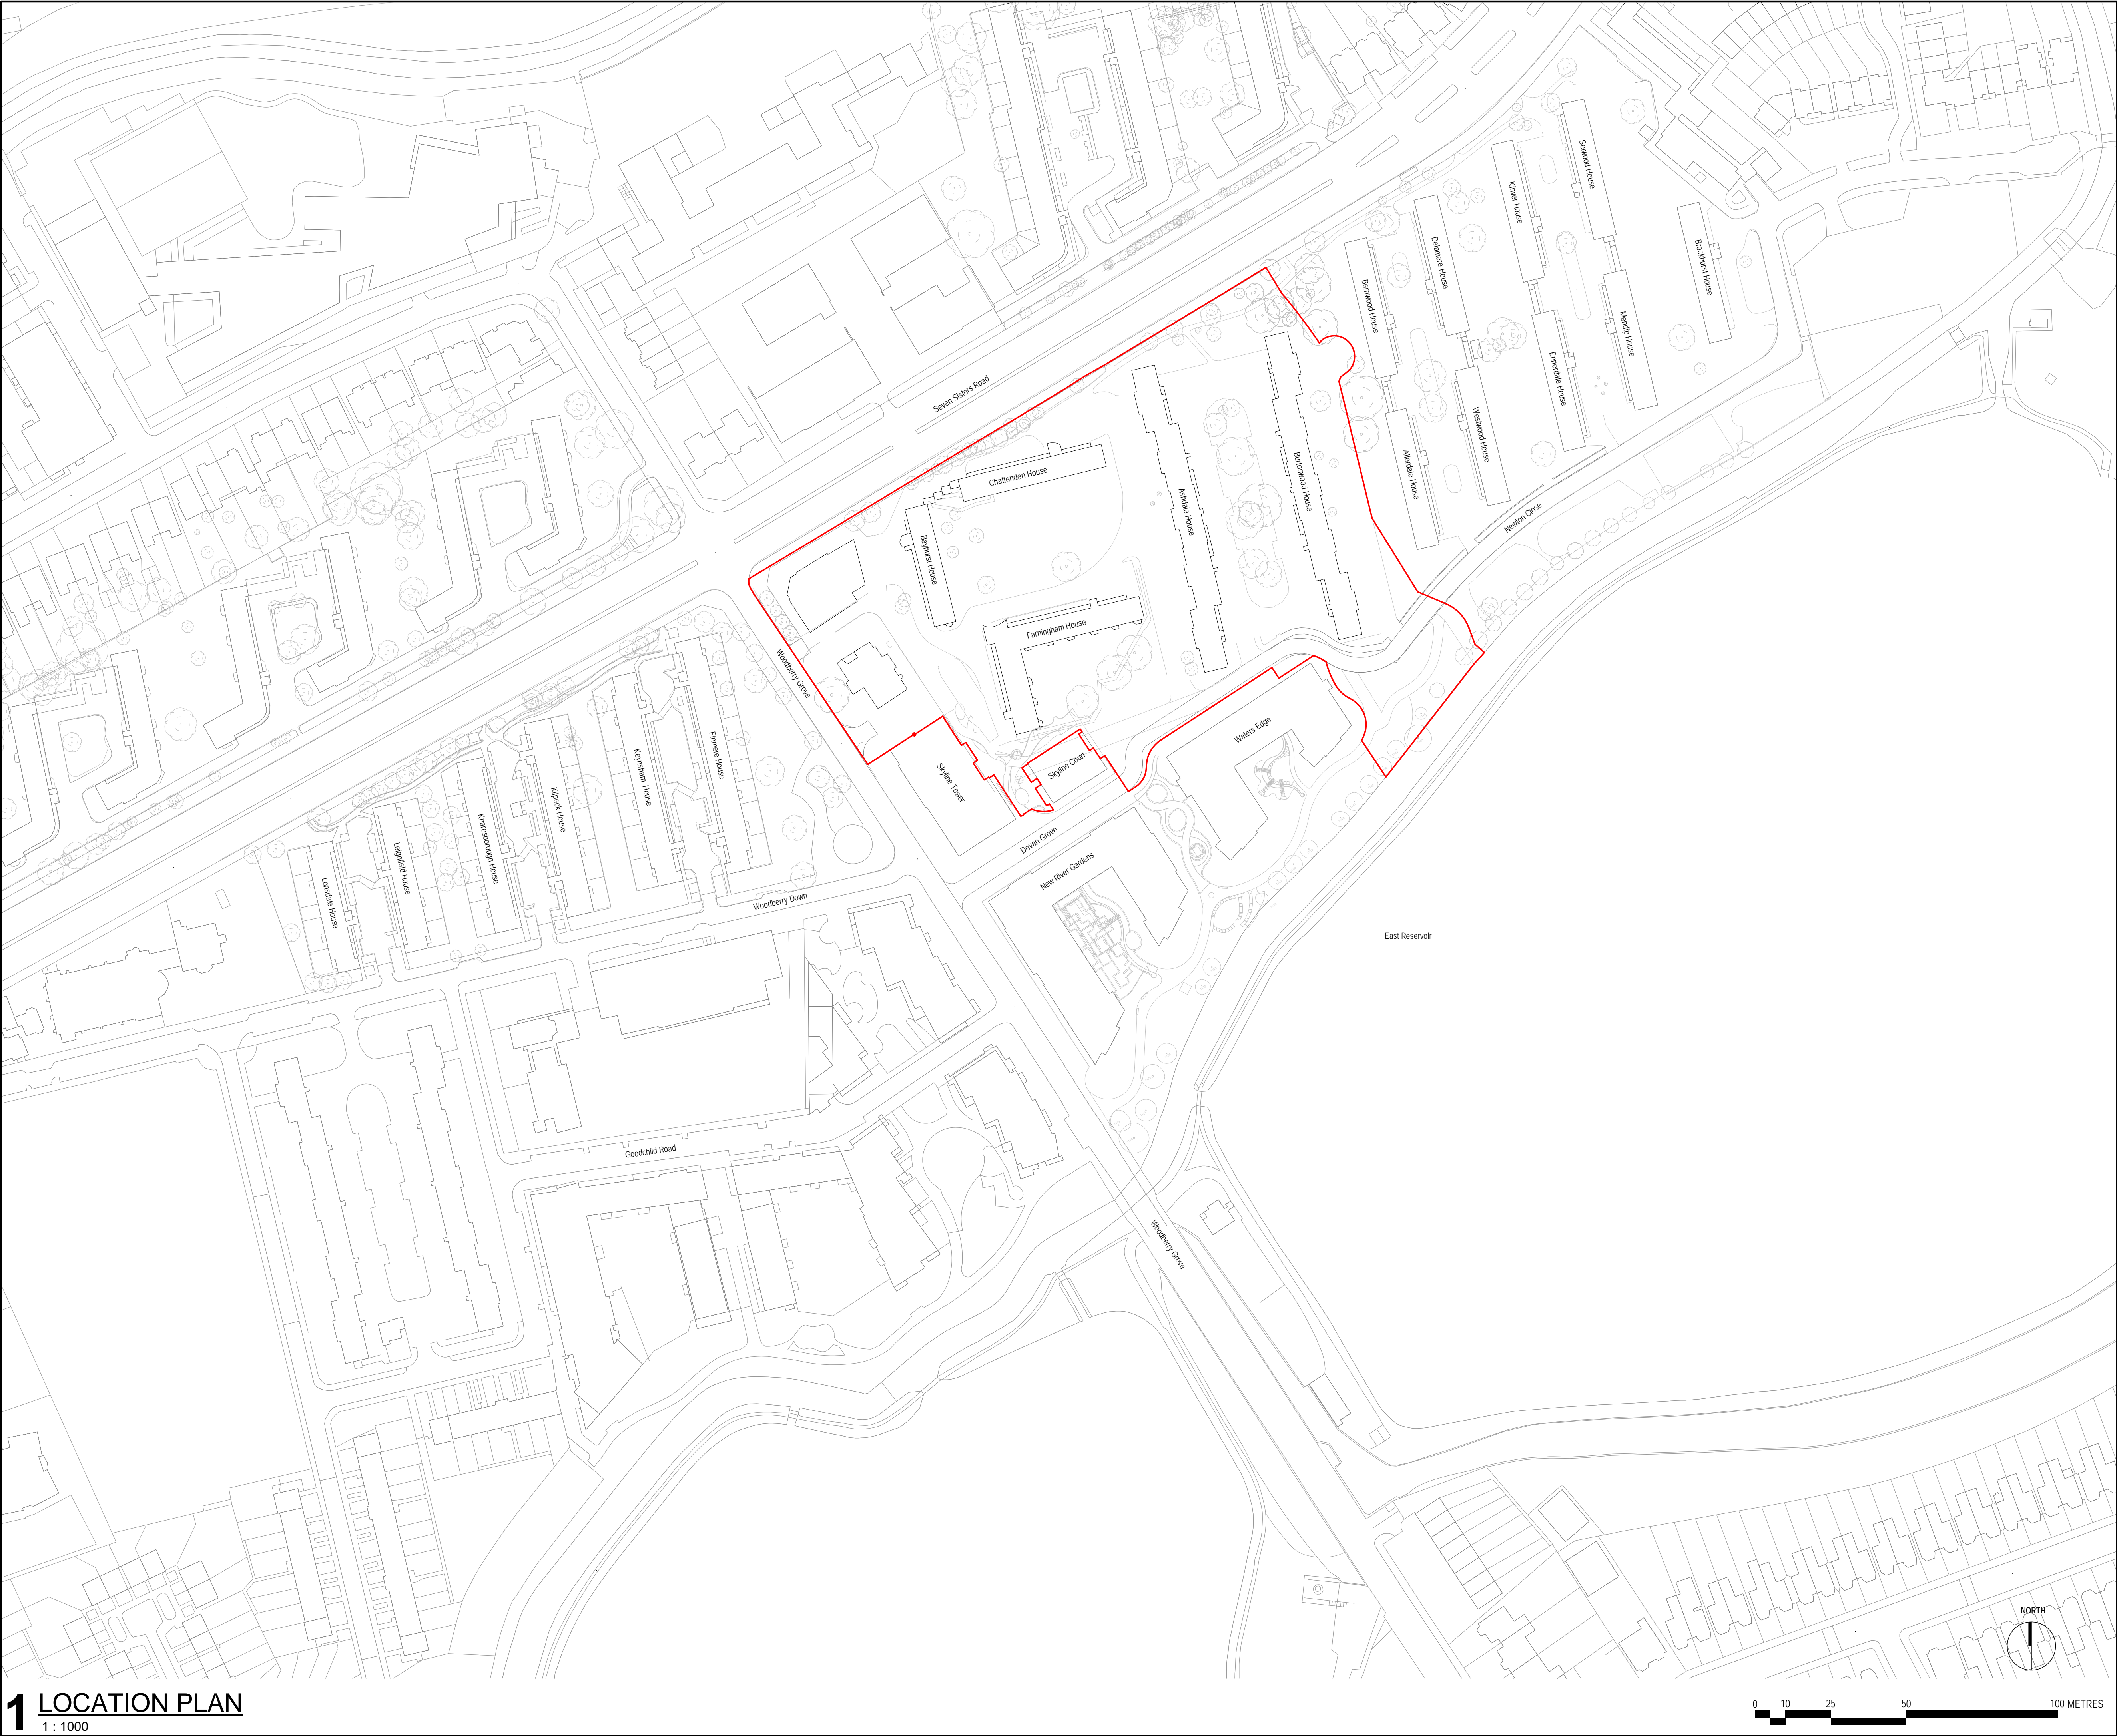 Selwood House
Kinver House
Delamere House
Brockhurst House
Bernwood House
Mendip House
Ennerdale House
Seven Sisters Road
Westwood House
Allerdale House
Burtonwood House
Chattenden House
Ashdale House
Newton Close
Bayhurst House
Farningham House
Woodberry Grove
Waters Edge
Finmere House
Keynsham House
Skyline Court
Skyline Tower
Kilpeck House
Devan Grove
Knaresborough House
Leighfield House
New River Gardens
Lonsdale House
Woodberry Down
East Reservoir
Goodchild Road
Woodberry Grove
NORTH
1 LOCATION PLAN
1 : 1000
0 10 25 50 100 METRES